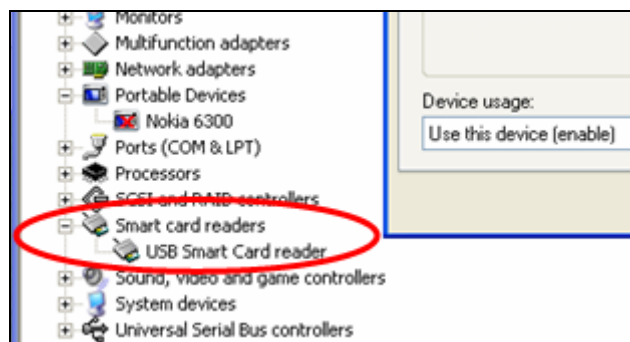 Monitors
Multifunction adapters
Network adapters
Portable Devices
Nokia 6300
Ports (COM & LPT)
Processors
SCSI and RAID controllers
Smart card readers
USB Smart Card reader
Sound, video and game controllers
System devices
Universal Serial Bus controllers
Device usage:
Use this device (enable)